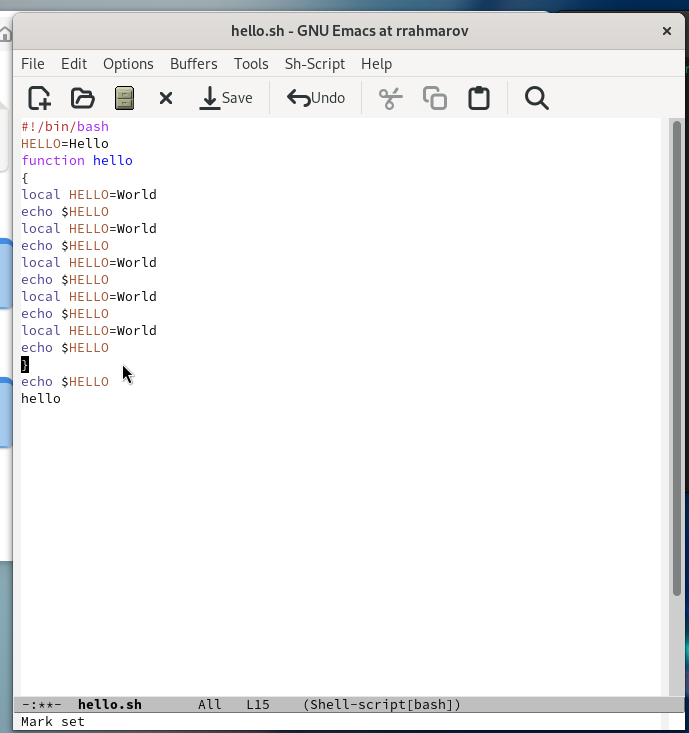 hello.sh - GNU Emacs at rrahmarov
File Edit Options Buffers Tools Sh-Script Help
Save Undo
#!/bin/bash
HELLO=Hello
function hello
{
local HELLO=World
echo $HELLO
local HELLO=World
echo $HELLO
local HELLO=World
echo $HELLO
local HELLO=World
echo $HELLO
local HELLO=World
echo $HELLO
}
echo $HELLO
hello
-:**- hello.sh All L15 (Shell-script[bash])
Mark set